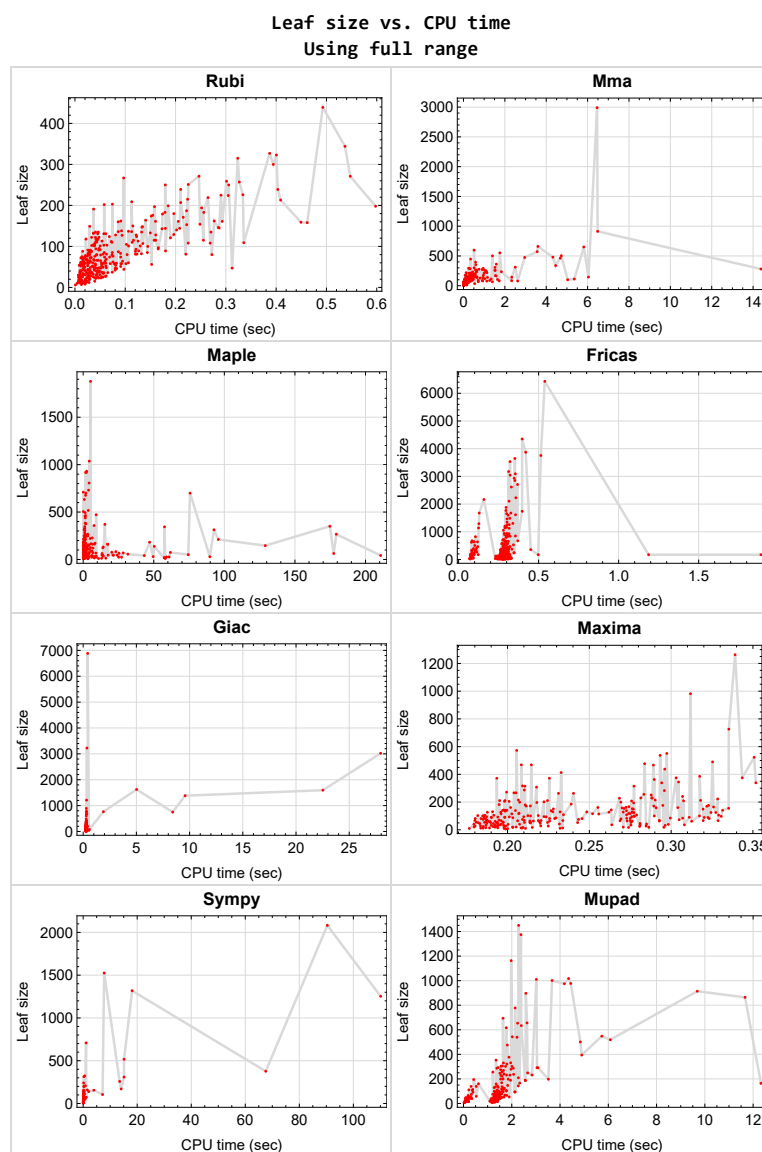 Leaf size vs. CPU time
Using full range
Rubi
Mma
400
300
200
100
0
Leaf size
0.0 0.1 0.2 0.3 0.4 0.5 0.6
CPU time (sec)
3000
2500
2000
1500
1000
500
0
Leaf size
0 2 4 6 8 10 12 14
CPU time (sec)
Maple
Fricas
1500
1000
500
0
Leaf size
0 50 100 150 200
CPU time (sec)
6000
5000
4000
3000
2000
1000
0
Leaf size
0.0 0.5 1.0 1.5
CPU time (sec)
Giac
Maxima
7000
6000
5000
4000
3000
2000
1000
0
Leaf size
0 5 10 15 20 25
CPU time (sec)
1200
1000
800
600
400
200
0
Leaf size
0.20 0.25 0.30 0.35
CPU time (sec)
Sympy
Mupad
2000
1500
1000
500
0
Leaf size
0 20 40 60 80 100
CPU time (sec)
1400
1200
1000
800
600
400
200
0
Leaf size
0 2 4 6 8 10 12
CPU time (sec)